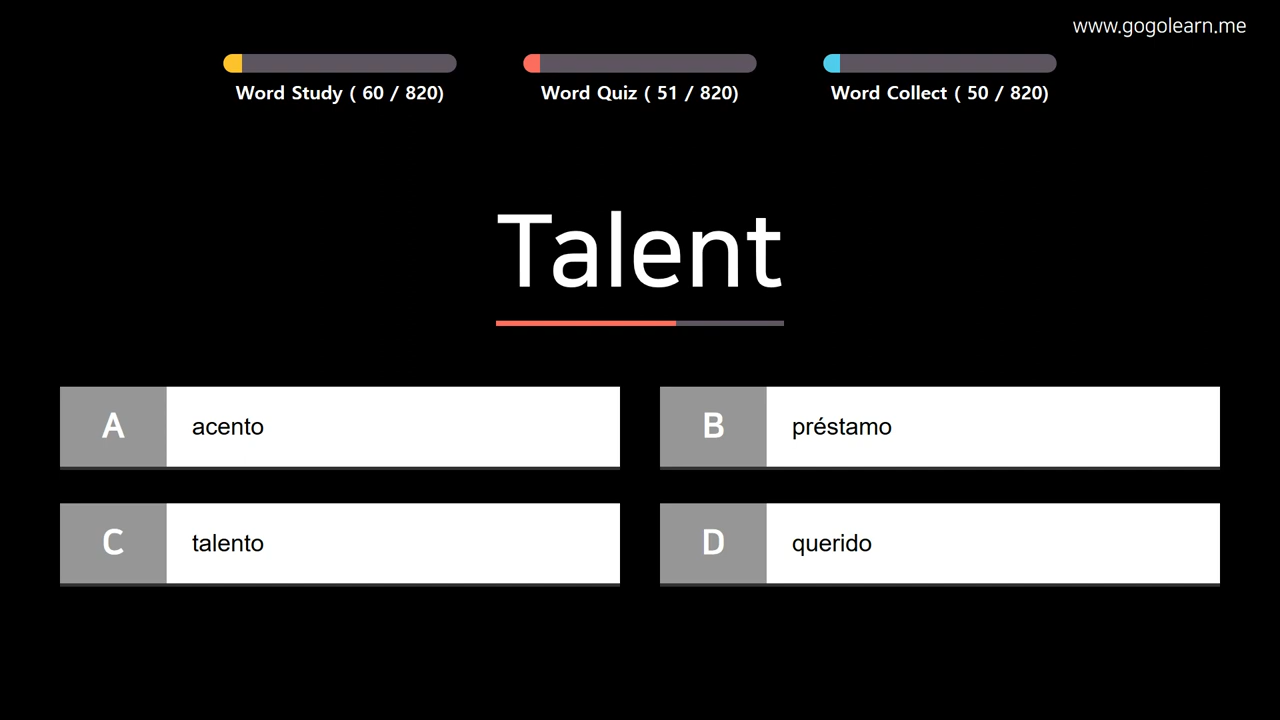 www.gogolearn.me
Word Study ( 60 / 820)
Word Quiz ( 51 / 820)
Word Collect ( 50 / 820)
Talent
A acento
B préstamo
C talento
D querido